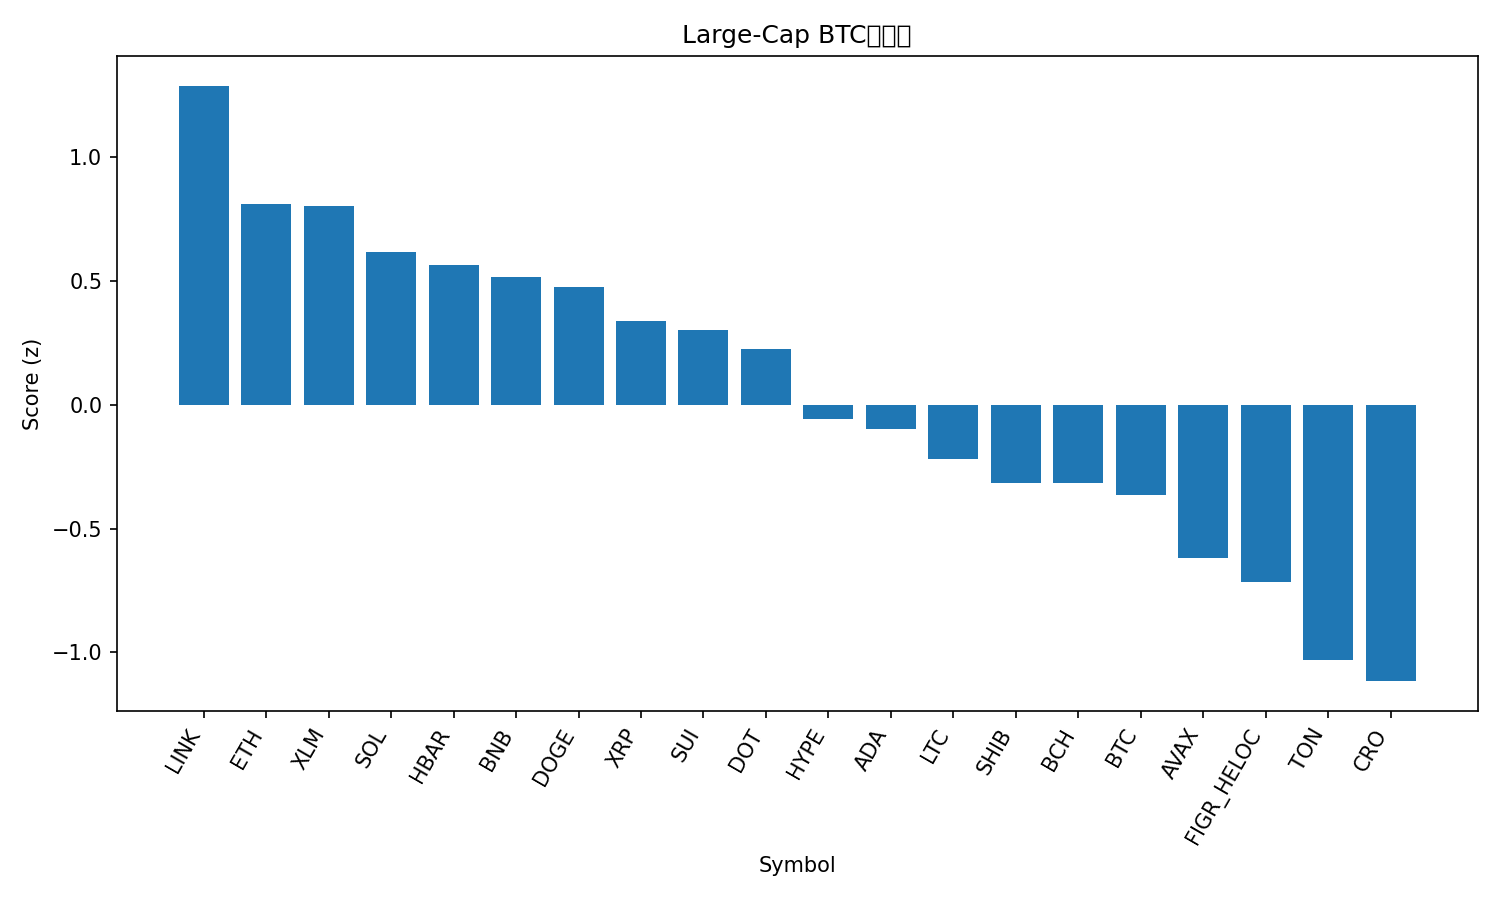 Large-Cap BTC
Score (z)
1.0
0.5
0.0
−0.5
−1.0
LINK
ETH
XLM
SOL
HBAR
BNB
DOGE
XRP
SUI
DOT
HYPE
ADA
LTC
SHIB
BCH
BTC
AVAX
FIGR_HELOC
TON
CRO
Symbol